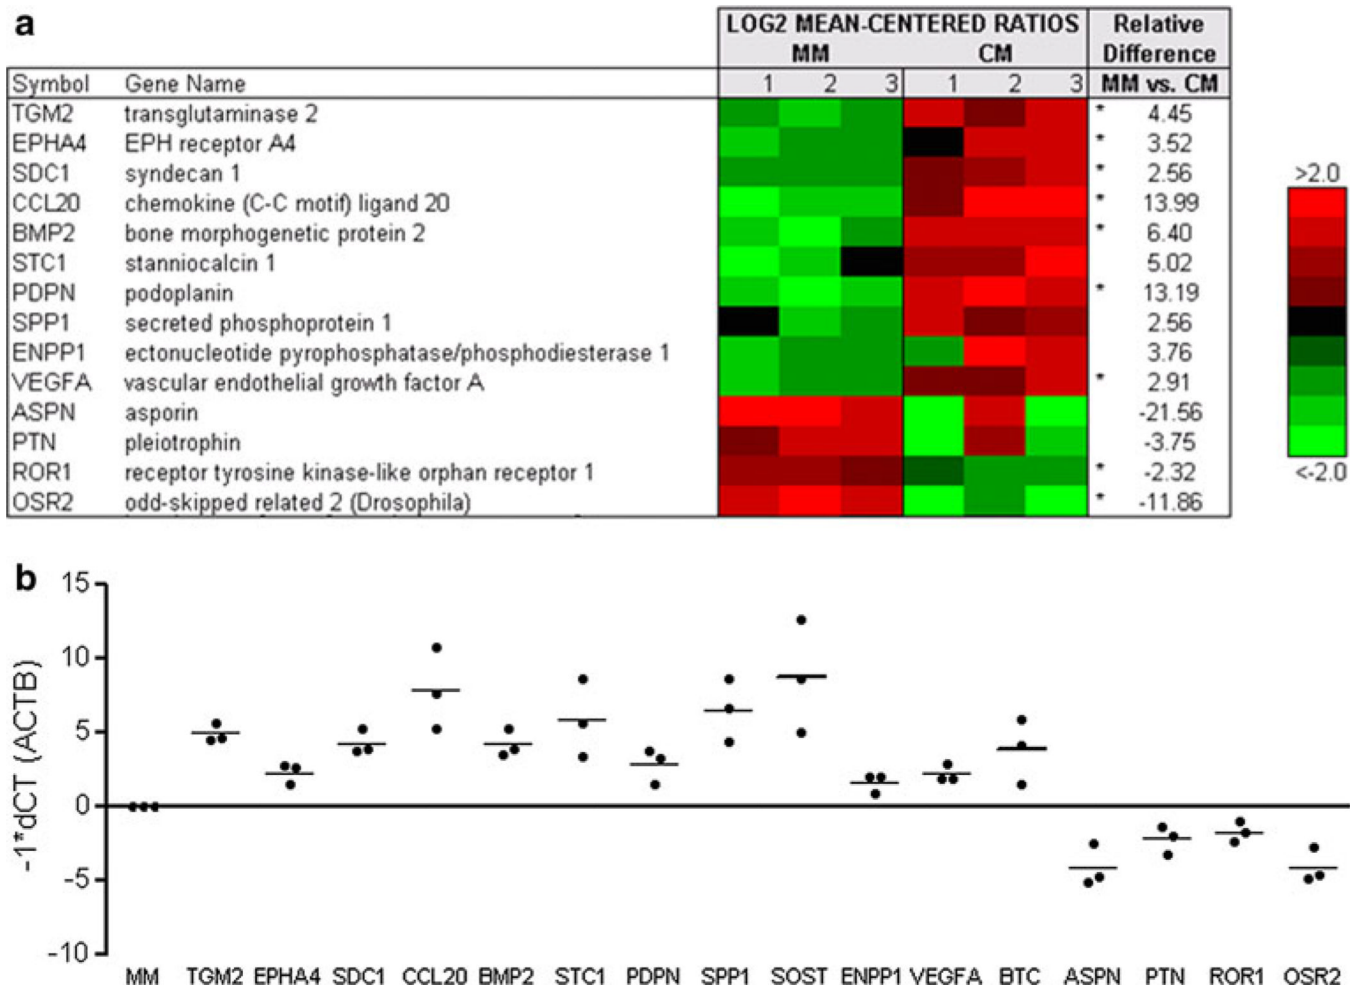 a
LOG2 MEAN-CENTERED RATIOS Relative
MM CM Difference
Symbol Gene Name 1 2 3 1 2 3 MM vs. CM
TGM2 transglutaminase 2 * 4.45
EPHA4 EPH receptor A4 * 3.52
SDC1 syndecan 1 * 2.56
CCL20 chemokine (C-C motif) ligand 20 * 13.99
BMP2 bone morphogenetic protein 2 * 6.40
STC1 stanniocalcin 1 5.02
PDPN podoplanin * 13.19
SPP1 secreted phosphoprotein 1 2.56
ENPP1 ectonucleotide pyrophosphatase/phosphodiesterase 1 3.76
VEGFA vascular endothelial growth factor A * 2.91
ASPN asporin -21.56
PTN pleiotrophin -3.75
ROR1 receptor tyrosine kinase-like orphan receptor 1 * -2.32
OSR2 odd-skipped related 2 (Drosophila) * -11.86
>2.0
<-2.0
b
-1*dCT (ACTB)
15
10
5
0
-5
-10
MM TGM2 EPHA4 SDC1 CCL20 BMP2 STC1 PDPN SPP1 SOST ENPP1 VEGFA BTC ASPN PTN ROR1 OSR2